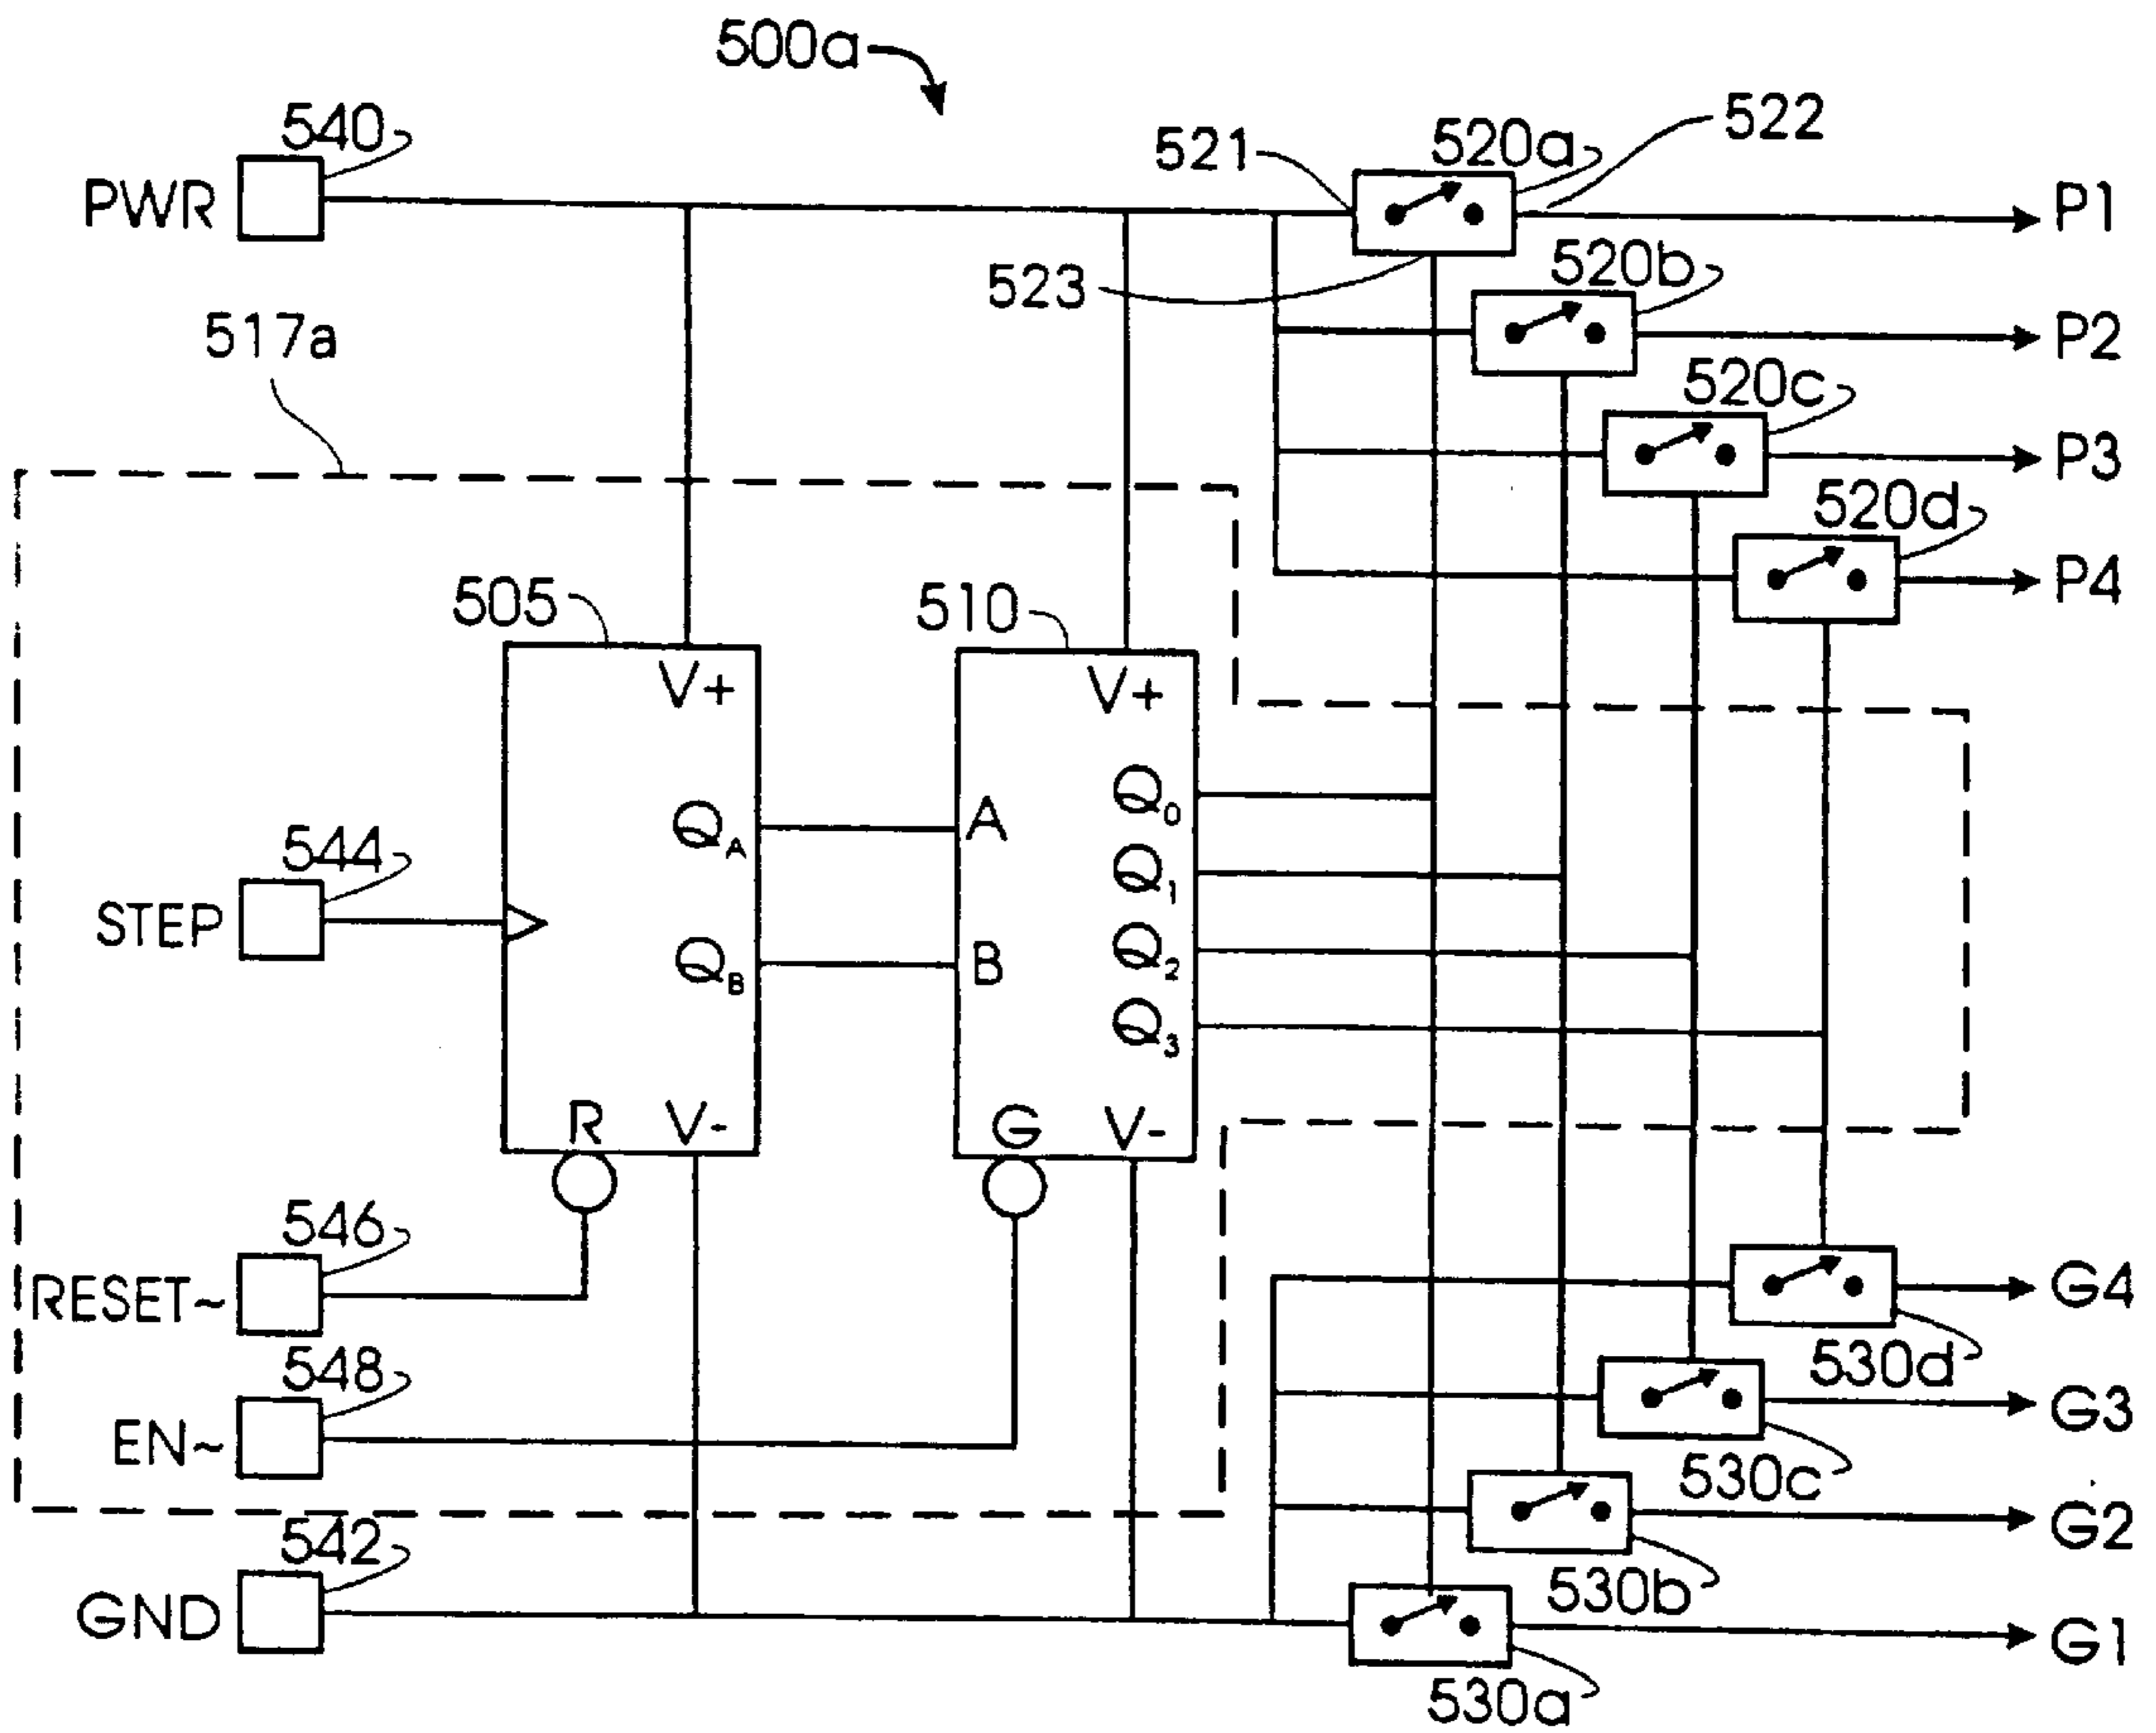 500a
540
PWR
521
520a
522
P1
523
520b
P2
517a
520c
P3
520d
P4
505
510
V+
V+
Q0
QA
A
Q1
544
STEP
QB
B
Q2
Q3
R
V-
G
V-
546
RESET~
G4
530d
548
EN~
G3
530c
542
G2
530b
GND
G1
530a